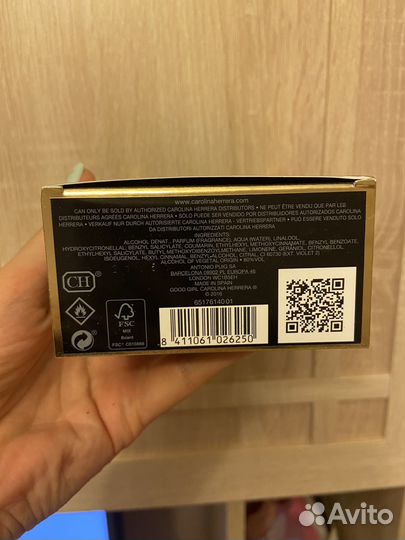 www.carolinaherrera.com
CAN ONLY BE SOLD BY AUTHORIZED CAROLINA HERRERA DISTRIBUTORS • NE PEUT ÊTRE VENDU QUE PAR LES
DISTRIBUTEURS AGRÉÉS CAROLINA HERRERA • SOLO PUEDE SER VENDIDO POR DISTRIBUIDORES AUTORIZADOS CAROLINA
HERRERA • VERKAUF NUR DURCH AUTORISIERTE CAROLINA HERRERA - VERTRIEBSPARTNER • PUÒ ESSERE VENDUTO SOLO
DA DISTRIBUTORI AUTORIZZATI CAROLINA HERRERA
INGREDIENTS:
ALCOHOL DENAT., PARFUM (FRAGRANCE), AQUA (WATER), LINALOOL,
HYDROXYCITRONELLAL, BENZYL SALICYLATE, COUMARIN, ETHYLHEXYL METHOXYCINNAMATE, BENZYL BENZOATE,
ETHYLHEXYL SALICYLATE, BUTYL METHOXYDIBENZOYLMETHANE, LIMONENE, GERANIOL, CITRONELLOL,
ISOEUGENOL, HEXYL CINNAMAL, BENZYL ALCOHOL, CITRAL, CI 60730 (EXT. VIOLET 2)
ALCOHOL OF VEGETAL ORIGIN • 80%VOL
ANTONIO PUIG SA
BARCELONA 08902 PL. EUROPA 46
LONDON WC1B5EH
MADE IN SPAIN
GOOD GIRL CAROLINA HERRERA ®
© 2016
6517614001
CH
FSC
MIX
Board
FSC® C015888
8 411061 026250
Avito